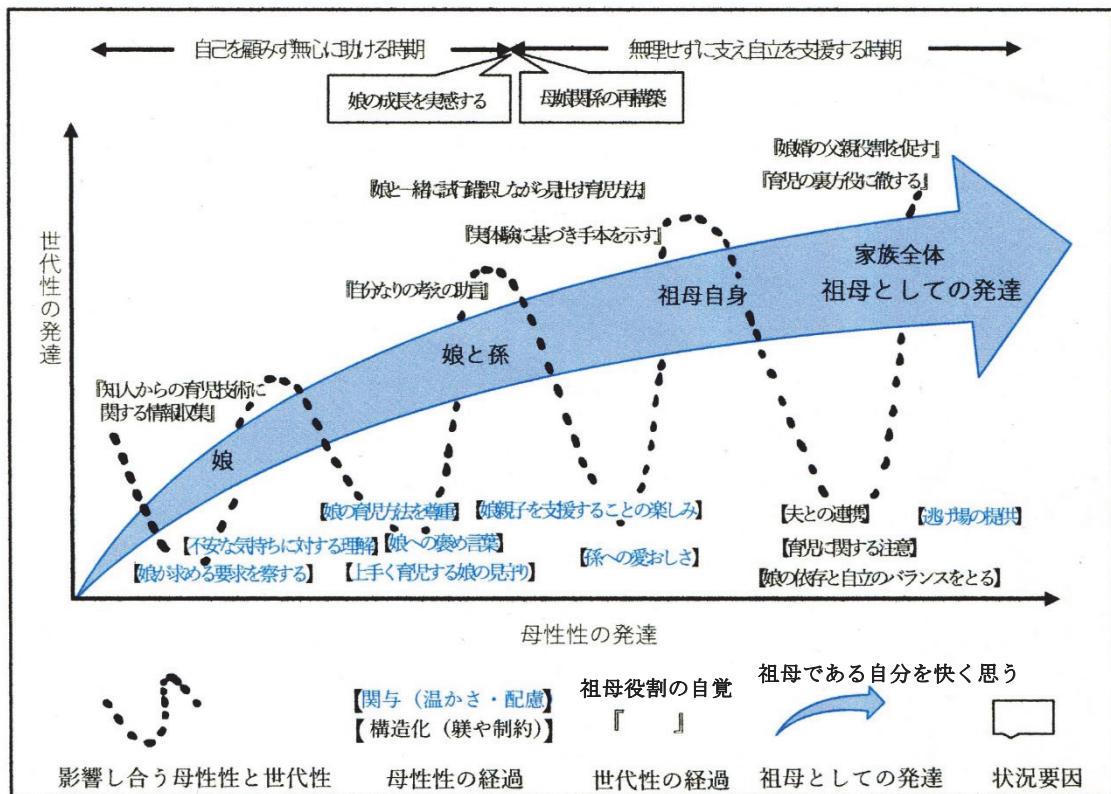 自己を顧みず無心に助ける時期
無理せずに支え自立を支援する時期
娘の成長を実感する
母娘関係の再構築
『娘婿の父親役割を促す』
『育児の裏方役に徹する』
『娘と一緒に試行錯誤しながら見出す育児方法』
『実体験に基づき手本を示す』
『自分なりの考えの助言』
『知人からの育児技術に
関する情報収集』
世代性の発達
家族全体
祖母としての発達
祖母自身
娘と孫
娘
【娘の育児方法を尊重】
【娘親子を支援することの楽しみ】
【夫との連携】
【逃げ場の提供】
【不安な気持ちに対する理解】
【娘への褒め言葉】
【孫への愛おしさ】
【育児に関する注意】
【娘が求める要求を察する】
【上手く育児する娘の見守り】
【娘の依存と自立のバランスをとる】
母性性の発達
【関与（温かさ・配慮）】
【構造化（躾や制約）】
祖母役割の自覚
『　　』
祖母である自分を快く思う
影響し合う母性性と世代性
母性性の経過
世代性の経過
祖母としての発達
状況要因